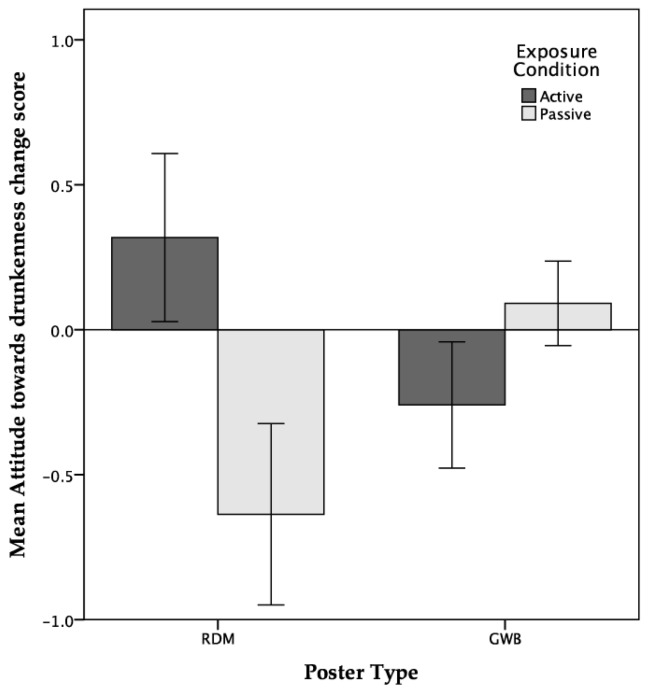 Mean Attitude towards drunkenness change score
1.0
0.5
0.0
-0.5
-1.0
Exposure
Condition
Active
Passive
RDM
GWB
Poster Type